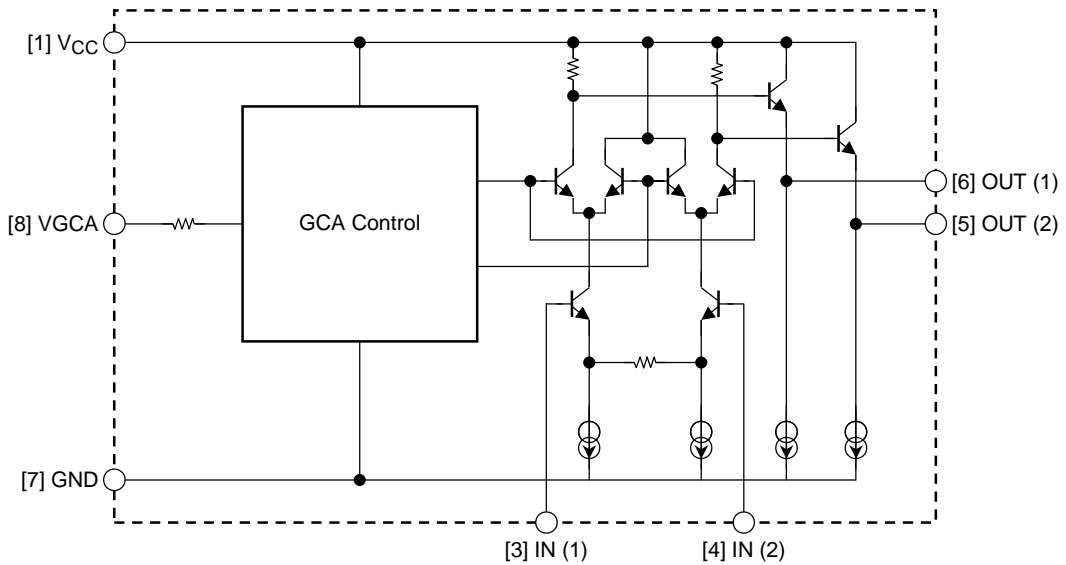 [1] VCC
[8] VGCA
GCA Control
[6] OUT (1)
[5] OUT (2)
[7] GND
[3] IN (1)
[4] IN (2)